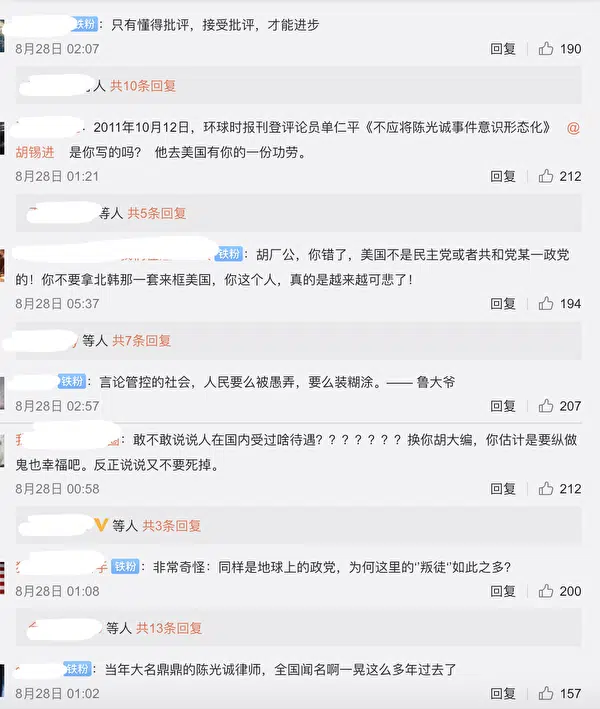 铁粉：只有懂得批评，接受批评，才能进步
8月28日 02:07 回复 190
人 共10条回复
：2011年10月12日，环球时报刊登评论员单仁平《不应将陈光诚事件意识形态化》 @
胡锡进 是你写的吗？ 他去美国有你的一份功劳。
8月28日 01:21 回复 212
等人 共5条回复
铁粉：胡厂公，你错了，美国不是民主党或者共和党某一政党
的！你不要拿北韩那一套来框美国，你这个人，真的是越来越可悲了！
8月28日 05:37 回复 194
等人 共7条回复
铁粉：言论管控的社会，人民要么被愚弄，要么装糊涂。—— 鲁大爷
8月28日 02:57 回复 207
：敢不敢说说人在国内受过啥待遇？？？？？？？换你胡大编，你估计是要纵做
鬼也幸福吧。反正说说又不要死掉。
8月28日 00:58 回复 212
等人 共3条回复
铁粉：非常奇怪：同样是地球上的政党，为何这里的“叛徒”如此之多？
8月28日 01:08 回复 200
等人 共13条回复
铁粉：当年大名鼎鼎的陈光诚律师，全国闻名啊一晃这么多年过去了
8月28日 01:02 回复 157